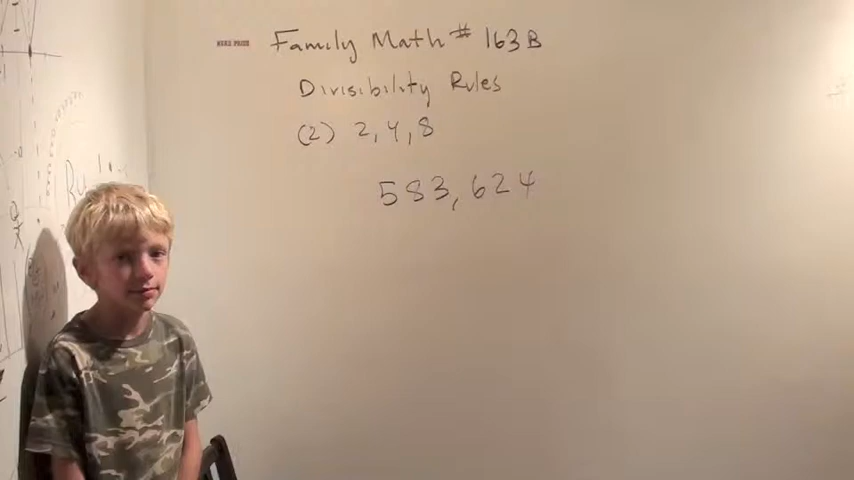 Family Math # 163B
Divisibility Rules
(2) 2, 4, 8
583,624